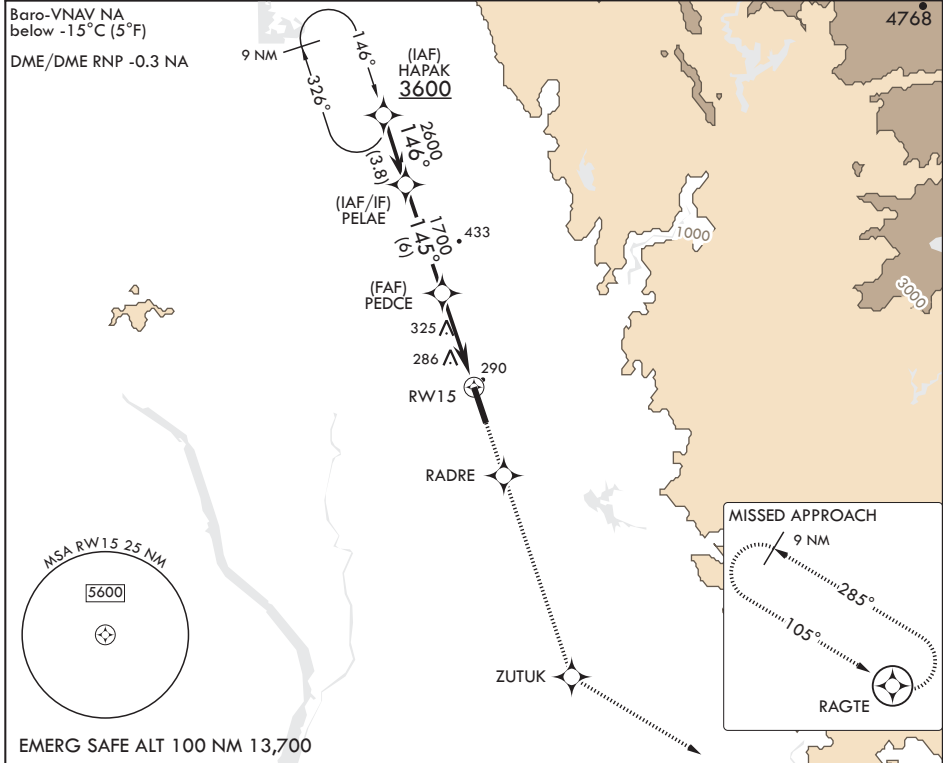 Baro-VNAV NA
below -15°C (5°F)
DME/DME RNP -0.3 NA
4768
9 NM
146°
326°
(IAF)
HAPAK
3600
2600
146°
(3.8)
(IAF/IF)
PELAE
1700
145°
(6)
433
1000
3000
(FAF)
PEDCE
325
286
290
RW15
RADRE
MISSED APPROACH
9 NM
285°
105°
RAGTE
MSA RW15 25 NM
5600
ZUTUK
EMERG SAFE ALT 100 NM 13,700